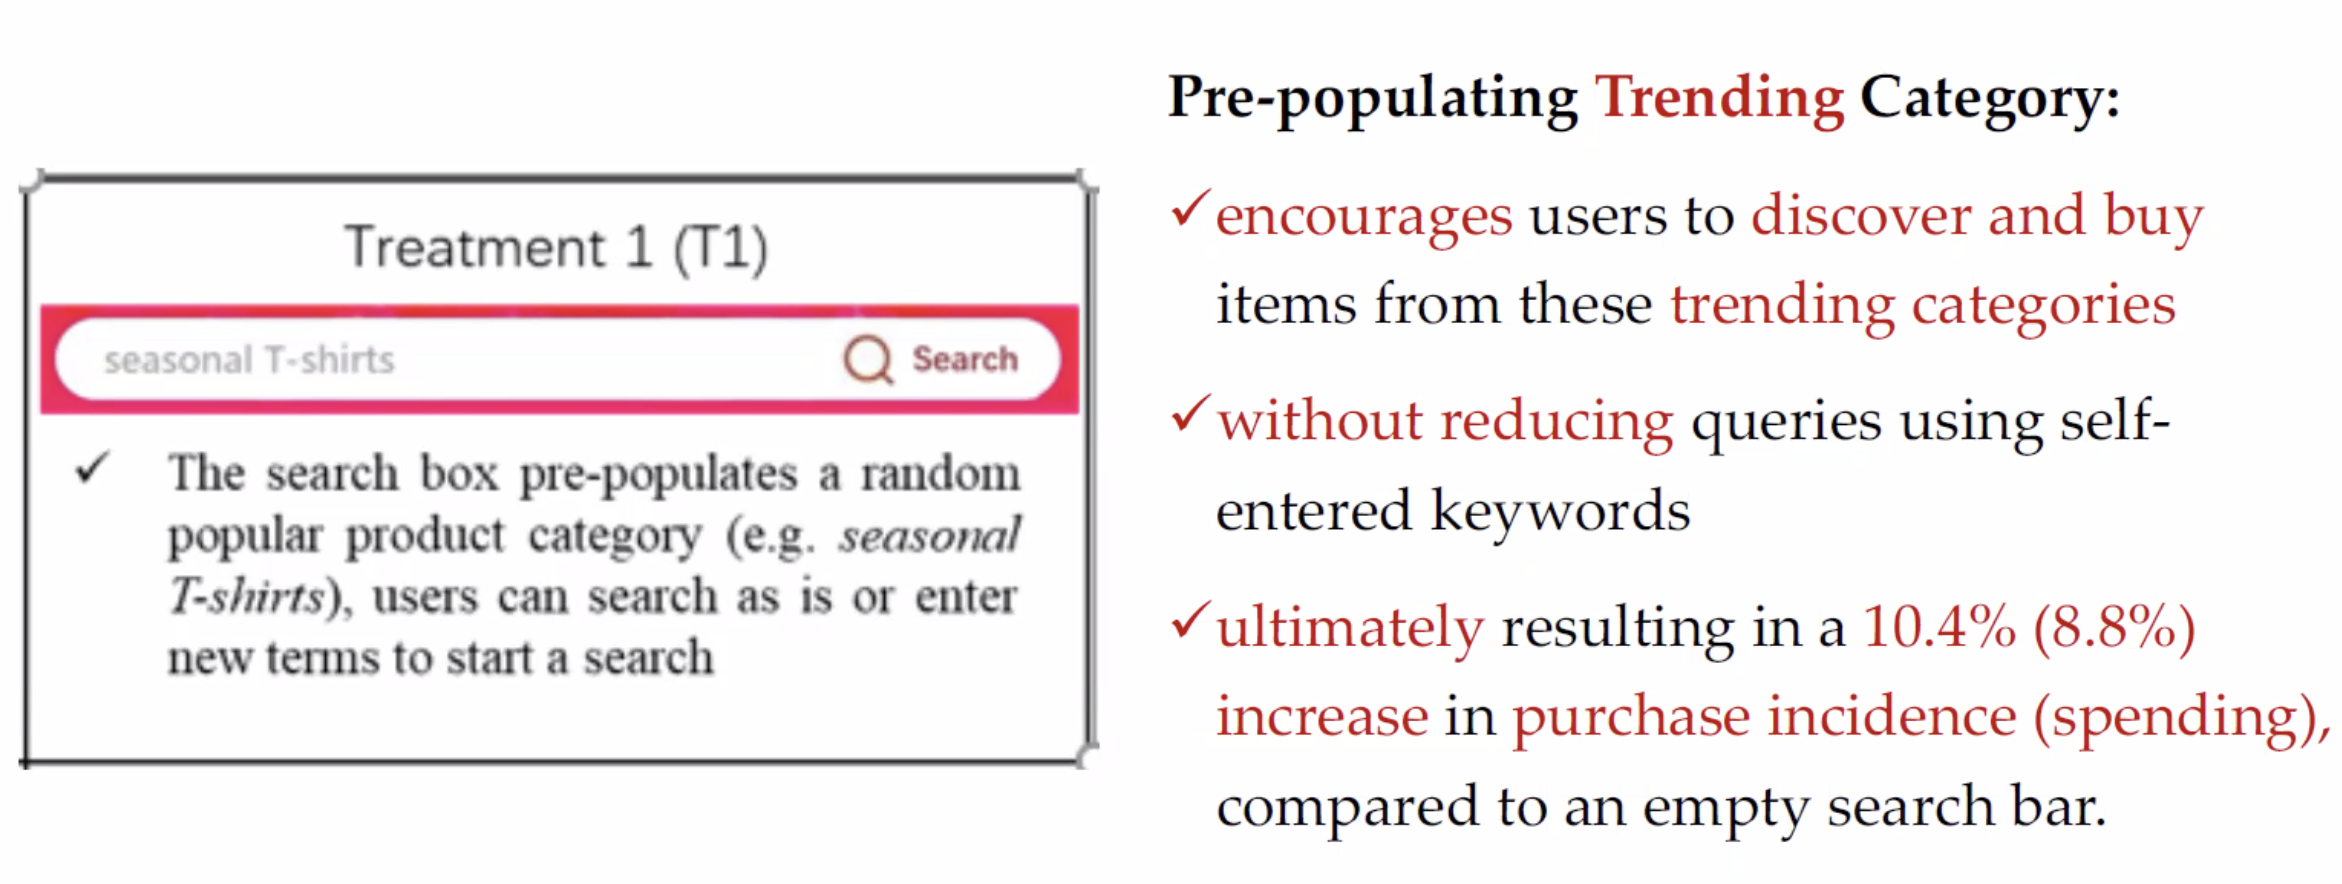 Treatment 1 (T1)
seasonal T-shirts
Search
✓ The search box pre-populates a random
popular product category (e.g. seasonal
T-shirts), users can search as is or enter
new terms to start a search
Pre-populating Trending Category:
✓encourages users to discover and buy
items from these trending categories
✓without reducing queries using self-
entered keywords
✓ultimately resulting in a 10.4% (8.8%)
increase in purchase incidence (spending),
compared to an empty search bar.